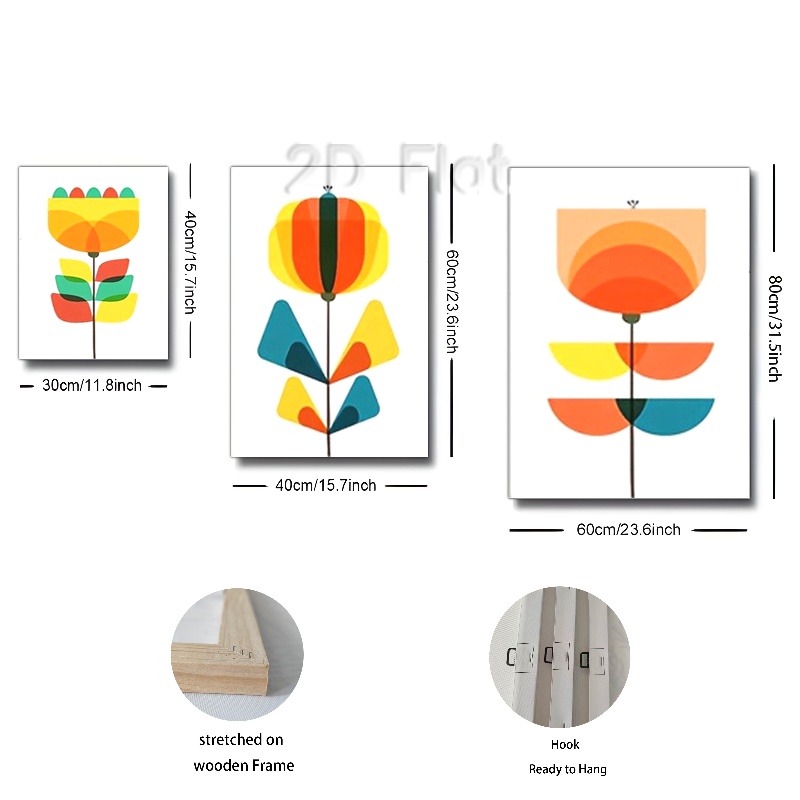 2D Flat
40cm/15.7inch
30cm/11.8inch
60cm/23.6inch
40cm/15.7inch
80cm/31.5inch
60cm/23.6inch
stretched on
wooden Frame
Hook
Ready to Hang